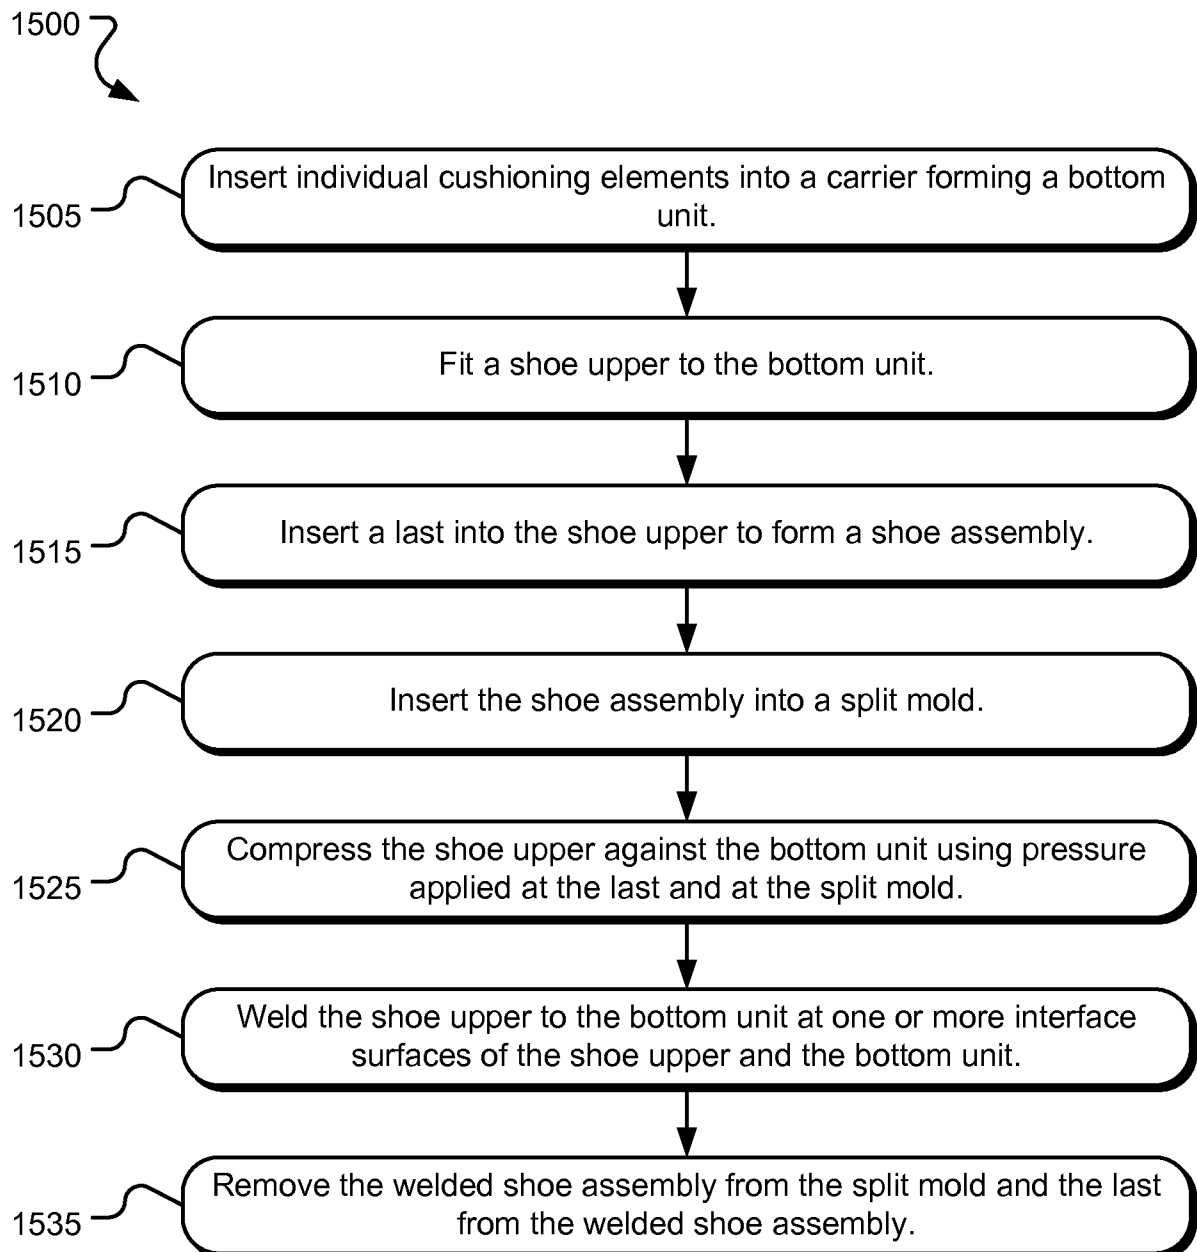 1500
Insert individual cushioning elements into a carrier forming a bottom
unit.
1505
Fit a shoe upper to the bottom unit.
1510
Insert a last into the shoe upper to form a shoe assembly.
1515
Insert the shoe assembly into a split mold.
1520
Compress the shoe upper against the bottom unit using pressure
applied at the last and at the split mold.
1525
Weld the shoe upper to the bottom unit at one or more interface
surfaces of the shoe upper and the bottom unit.
1530
Remove the welded shoe assembly from the split mold and the last
from the welded shoe assembly.
1535